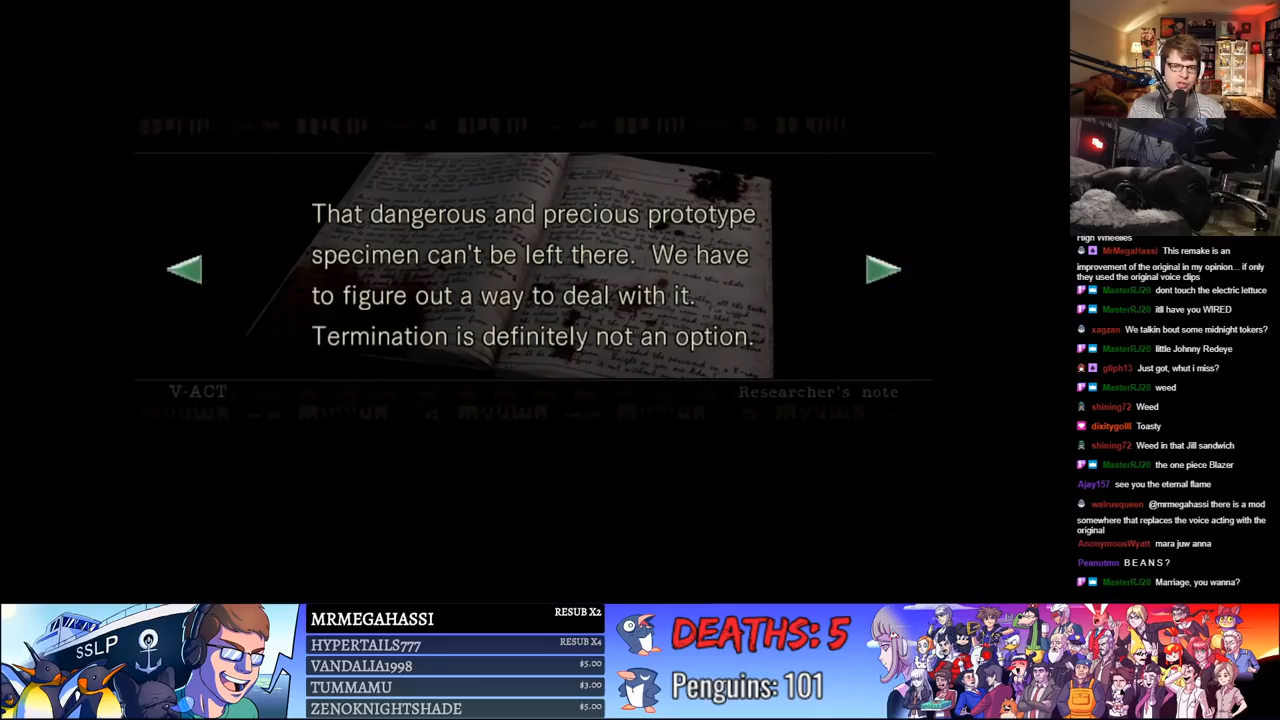 That dangerous and precious prototype
specimen can't be left there. We have
to figure out a way to deal with it.
Termination is definitely not an option.
V-ACT
Researcher's note
High Wheelies
MrMegaHassi This remake is an
improvement of the original in my opinion... if only
they used the original voice clips
MasterRJ20 dont touch the electric lettuce
MasterRJ20 itll have you WIRED
xagzan We talkin bout some midnight tokers?
MasterRJ20 little Johnny Redeye
gliph13 Just got, whut i miss?
MasterRJ20 weed
shining72 Weed
dixitygolll Toasty
shining72 Weed in that Jill sandwich
MasterRJ20 the one piece Blazer
Ajay157 see you the eternal flame
walrusqueen @mrmegahassi there is a mod
somewhere that replaces the voice acting with the
original
AnonymousWyatt mara juw anna
Peanutmn B E A N S ?
MasterRJ20 Marriage, you wanna?
SSLP
MRMEGAHASSI RESUB X2
HYPERTAILS777 RESUB X4
VANDALIA1998 $5.00
TUMMAMU $3.00
ZENOKNIGHTSHADE $5.00
DEATHS: 5
Penguins: 101